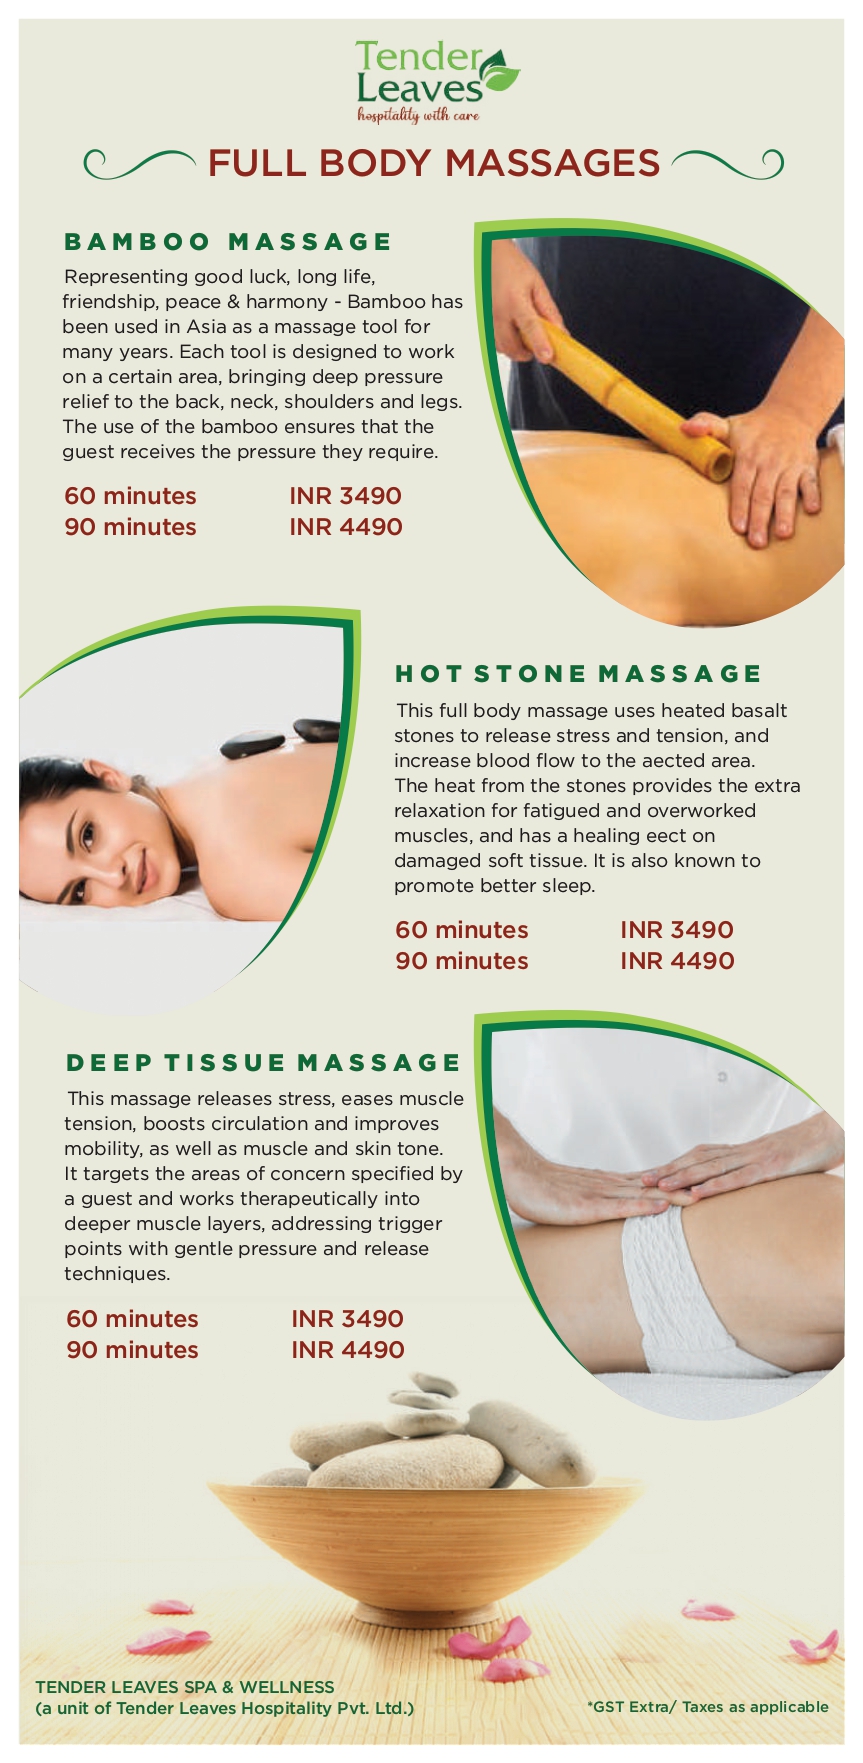 Tender
Leaves
hospitality with care
FULL BODY MASSAGES
BAMBOO MASSAGE
Representing good luck, long life,
friendship, peace & harmony - Bamboo has
been used in Asia as a massage tool for
many years. Each tool is designed to work
on a certain area, bringing deep pressure
relief to the back, neck, shoulders and legs.
The use of the bamboo ensures that the
guest receives the pressure they require.
60 minutes INR 3490
90 minutes INR 4490
HOT STONE MASSAGE
This full body massage uses heated basalt
stones to release stress and tension, and
increase blood flow to the aected area.
The heat from the stones provides the extra
relaxation for fatigued and overworked
muscles, and has a healing eect on
damaged soft tissue. It is also known to
promote better sleep.
60 minutes INR 3490
90 minutes INR 4490
DEEP TISSUE MASSAGE
This massage releases stress, eases muscle
tension, boosts circulation and improves
mobility, as well as muscle and skin tone.
It targets the areas of concern specified by
a guest and works therapeutically into
deeper muscle layers, addressing trigger
points with gentle pressure and release
techniques.
60 minutes INR 3490
90 minutes INR 4490
TENDER LEAVES SPA & WELLNESS
(a unit of Tender Leaves Hospitality Pvt. Ltd.)
*GST Extra/ Taxes as applicable